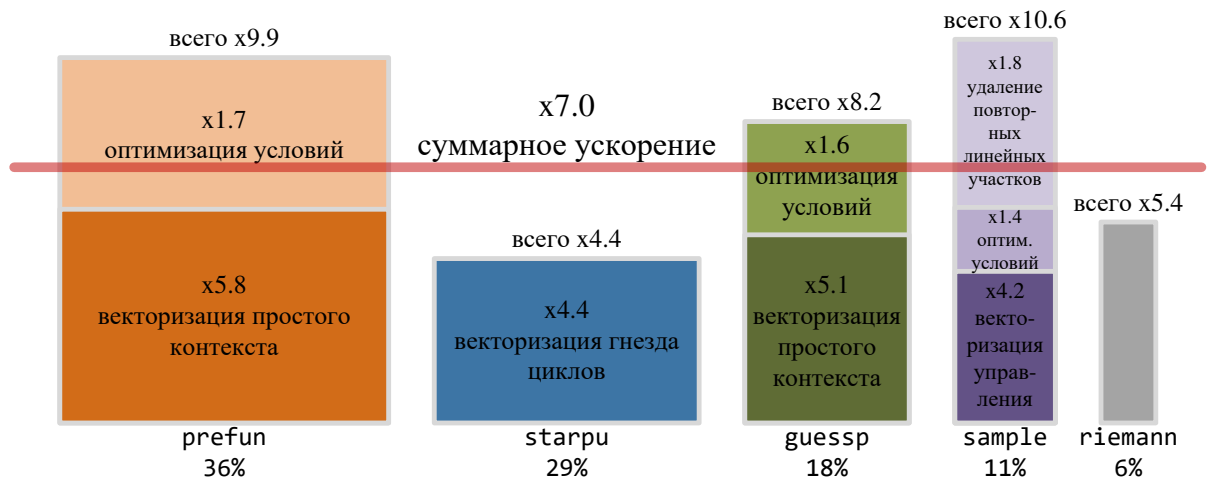 всего x9.9
x1.7
оптимизация условий
x5.8
векторизация простого
контекста
prefun
36%
x7.0
суммарное ускорение
всего x4.4
x4.4
векторизация гнезда
циклов
starpu
29%
всего x8.2
x1.6
оптимизация
условий
x5.1
векторизация
простого
контекста
guessp
18%
всего x10.6
x1.8
удаление
повтор-
ных
линейных
участков
x1.4
оптим.
условий
x4.2
векто-
ризация
управ-
ления
sample
11%
всего x5.4
riemann
6%